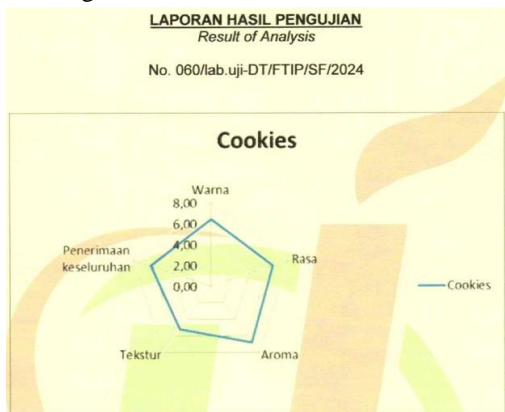 LAPORAN HASIL PENGUJIAN
Result of Analysis
No. 060/lab.uji-DT/FTIP/SF/2024
Cookies
Warna
8,00
6,00
4,00
2,00
0,00
Rasa
Aroma
Tekstur
Penerimaan
keseluruhan
Cookies